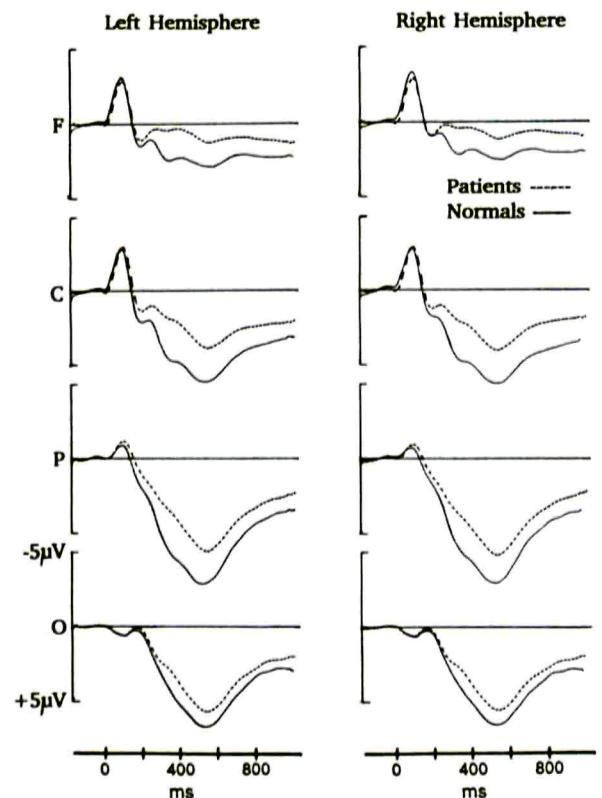 Left Hemisphere
Right Hemisphere
F
Patients
Normals
C
P
-5µV
O
+5µV
0 400 800
ms
0 400 800
ms